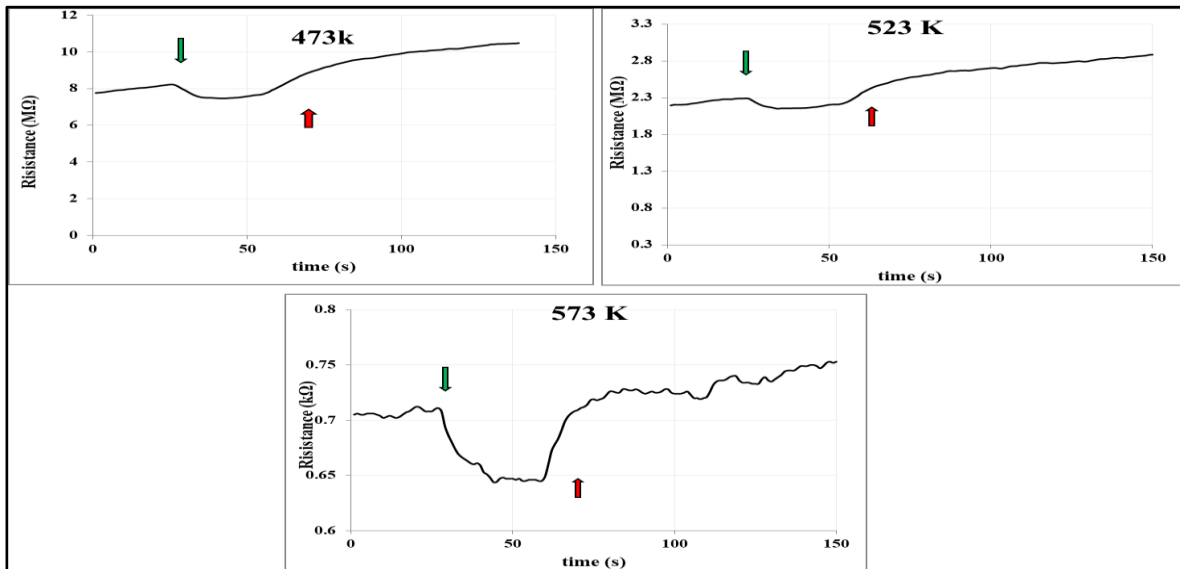 473k
Risistance (MΩ)
12
10
8
6
4
2
0
0 50 100 150
time (s)
523 K
Risistance (MΩ)
3.3
2.8
2.3
1.8
1.3
0.8
0.3
0 50 100 150
time (s)
573 K
Risistance (kΩ)
0.8
0.75
0.7
0.65
0.6
0 50 100 150
time (s)